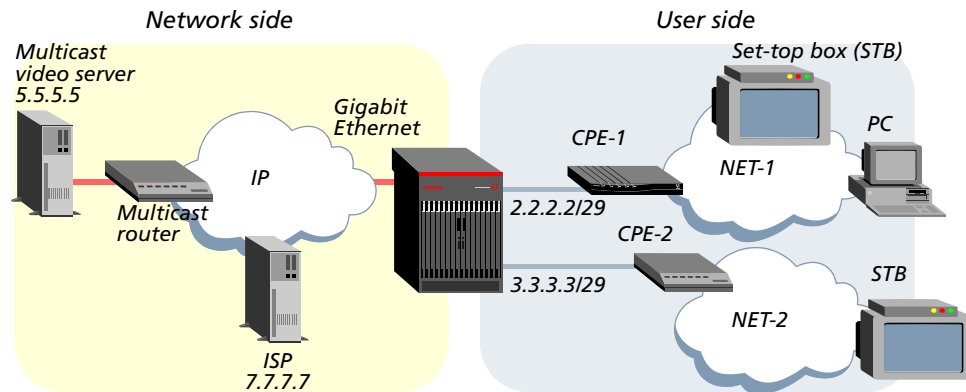 Network side
User side
Multicast
video server
5.5.5.5
Set-top box (STB)
Gigabit
Ethernet
CPE-1
PC
IP
NET-1
Multicast
router
2.2.2.2/29
CPE-2
3.3.3.3/29
STB
NET-2
ISP
7.7.7.7